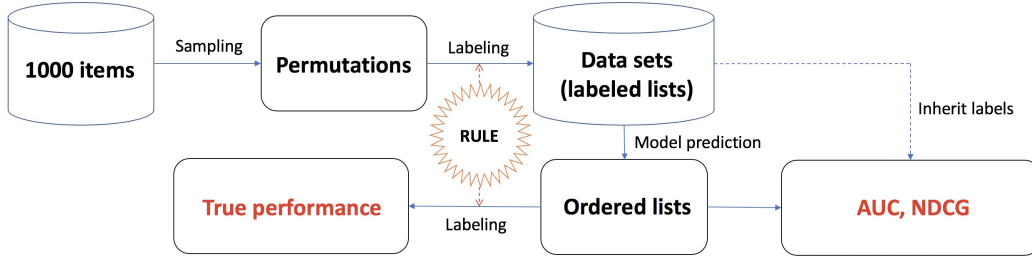 1000 items
Sampling
Permutations
Labeling
Data sets
(labeled lists)
Inherit labels
RULE
Model prediction
True performance
Labeling
Ordered lists
AUC, NDCG